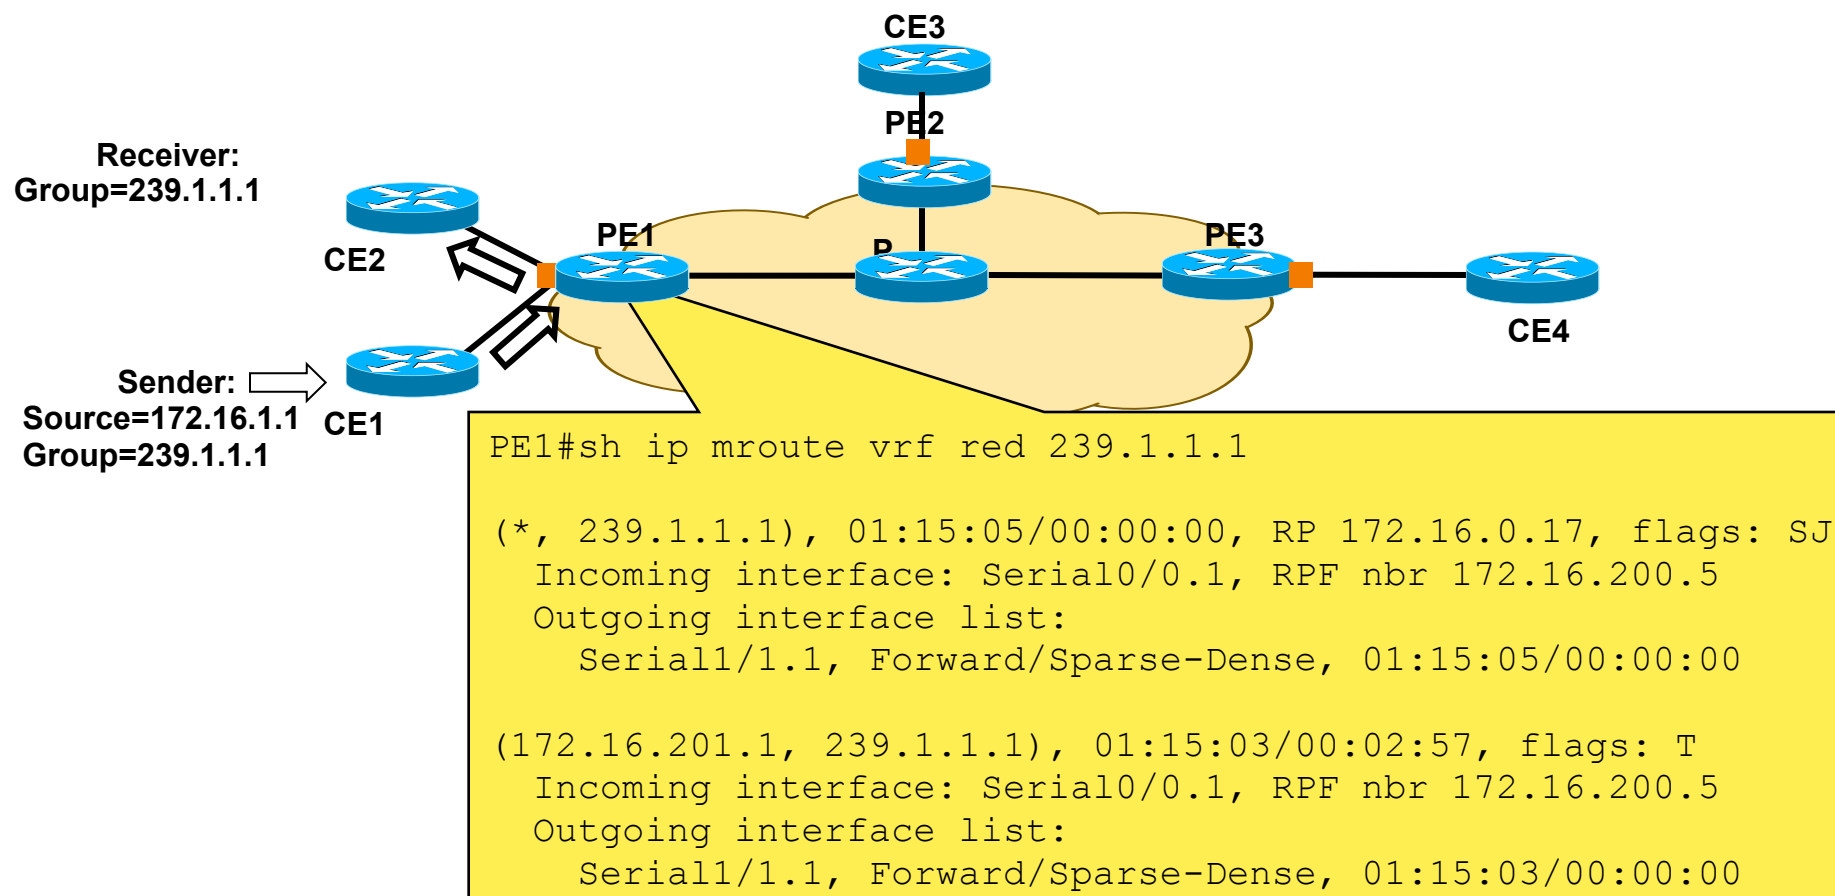 CE3
PE2
Receiver:
Group=239.1.1.1
CE2
PE1
P
PE3
CE4
Sender:
Source=172.16.1.1
Group=239.1.1.1
CE1
PE1#sh ip mroute vrf red 239.1.1.1
(*, 239.1.1.1), 01:15:05/00:00:00, RP 172.16.0.17, flags: SJ
Incoming interface: Serial0/0.1, RPF nbr 172.16.200.5
Outgoing interface list:
Serial1/1.1, Forward/Sparse-Dense, 01:15:05/00:00:00
(172.16.201.1, 239.1.1.1), 01:15:03/00:02:57, flags: T
Incoming interface: Serial0/0.1, RPF nbr 172.16.200.5
Outgoing interface list:
Serial1/1.1, Forward/Sparse-Dense, 01:15:03/00:00:00